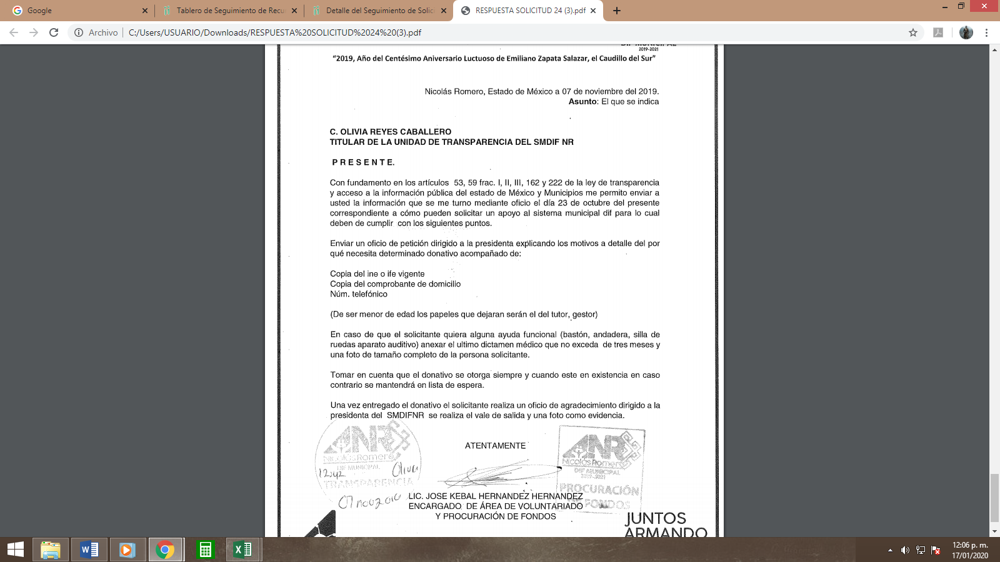 Google
Tablero de Seguimiento de Recu
Detalle del Seguimiento de Solici
RESPUESTA SOLICITUD 24 (3).pdf
Archivo
C:/Users/USUARIO/Downloads/RESPUESTA%20SOLICITUD%2024%20(3).pdf
DIF MUNICIPAL
2019-2021
“2019, Año del Centésimo Aniversario Luctuoso de Emiliano Zapata Salazar, el Caudillo del Sur”
Nicolás Romero, Estado de México a 07 de noviembre del 2019.
Asunto: El que se indica
C. OLIVIA REYES CABALLERO
TITULAR DE LA UNIDAD DE TRANSPARENCIA DEL SMDIF NR
P R E S E N T E.
Con fundamento en los artículos 53, 59 frac. I, II, III, 162 y 222 de la ley de transparencia
y acceso a la información pública del estado de México y Municipios me permito enviar a
usted la información que se me turno mediante oficio el día 23 de octubre del presente
correspondiente a cómo pueden solicitar un apoyo al sistema municipal dif para lo cual
deben de cumplir con los siguientes puntos.
Enviar un oficio de petición dirigido a la presidenta explicando los motivos a detalle del por
qué necesita determinado donativo acompañado de:
Copia del ine o ife vigente
Copia del comprobante de domicilio
Núm. telefónico
(De ser menor de edad los papeles que dejaran serán el del tutor, gestor)
En caso de que el solicitante quiera alguna ayuda funcional (bastón, andadera, silla de
ruedas aparato auditivo) anexar el ultimo dictamen médico que no exceda de tres meses y
una foto de tamaño completo de la persona solicitante.
Tomar en cuenta que el donativo se otorga siempre y cuando este en existencia en caso
contrario se mantendrá en lista de espera.
Una vez entregado el donativo el solicitante realiza un oficio de agradecimiento dirigido a la
presidenta del SMDIFNR se realiza el vale de salida y una foto como evidencia.
ANR
Nicolás Romero
DIF MUNICIPAL
12:42 Olivia
TRANSPARENCIA
ATENTAMENTE
ANR
Nicolás Romero
DIF MUNICIPAL
2019-2021
PROCURACIÓN
DE FONDOS
LIC. JOSE KEBAL HERNANDEZ HERNANDEZ
ENCARGADO DE ÁREA DE VOLUNTARIADO
Y PROCURACIÓN DE FONDOS
JUNTOS
ARMANDO
12:06 p. m.
17/01/2020